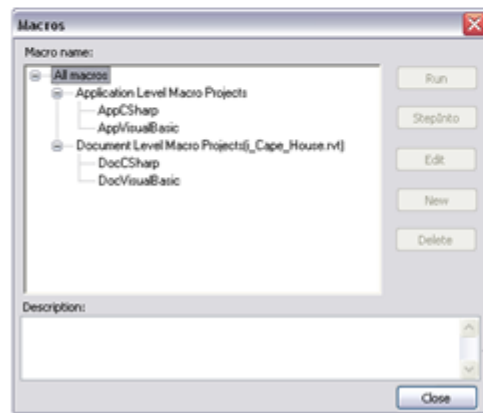 Macros
Macro name:
All macros
Application Level Macro Projects
AppCSharp
AppVisualBasic
Document Level Macro Projects(i_Cape_House.rvt)
DocCSharp
DocVisualBasic
Run
StepInto
Edit
New
Delete
Description:
Close